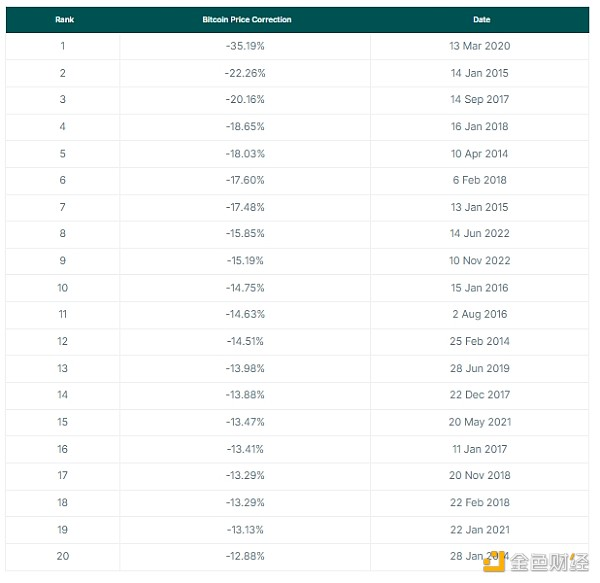 Rank Bitcoin Price Correction Date
1 -35.19% 13 Mar 2020
2 -22.26% 14 Jan 2015
3 -20.16% 14 Sep 2017
4 -18.65% 16 Jan 2018
5 -18.03% 10 Apr 2014
6 -17.60% 6 Feb 2018
7 -17.48% 13 Jan 2015
8 -15.85% 14 Jun 2022
9 -15.19% 10 Nov 2022
10 -14.75% 15 Jan 2016
11 -14.63% 2 Aug 2016
12 -14.51% 25 Feb 2014
13 -13.98% 28 Jun 2019
14 -13.88% 22 Dec 2017
15 -13.47% 20 May 2021
16 -13.41% 11 Jan 2017
17 -13.29% 20 Nov 2018
18 -13.29% 22 Feb 2018
19 -13.13% 22 Jan 2021
20 -12.88% 28 Jan
金色财经